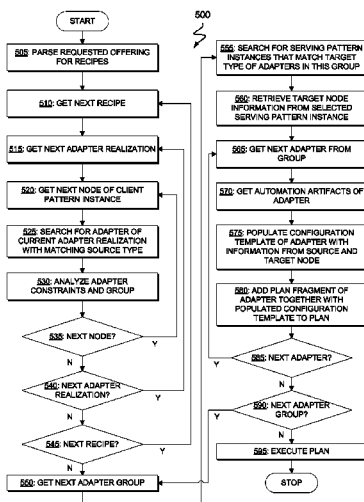 START
500
505: PARSE REQUESTED OFFERING
FOR RECIPES
510: GET NEXT RECIPE
515: GET NEXT ADAPTER REALIZATION
520: GET NEXT NODE OF CLIENT
PATTERN INSTANCE
525: SEARCH FOR ADAPTER OF
CURRENT ADAPTER REALIZATION
WITH MATCHING SOURCE TYPE
530: ANALYZE ADAPTER
CONSTRAINTS AND GROUP
535: NEXT NODE?
Y
N
540: NEXT ADAPTER
REALIZATION?
Y
N
545: NEXT RECIPE?
Y
N
550: GET NEXT ADAPTER GROUP
555: SEARCH FOR SERVING PATTERN
INSTANCES THAT MATCH TARGET
TYPE OF ADAPTERS IN THIS GROUP
560: RETRIEVE TARGET NODE
INFORMATION FROM SELECTED
SERVING PATTERN INSTANCE
565: GET NEXT ADAPTER FROM
GROUP
570: GET AUTOMATION ARTIFACTS OF
ADAPTER
575: POPULATE CONFIGURATION
TEMPLATE OF ADAPTER WITH
INFORMATION FROM SOURCE AND
TARGET NODE
580: ADD PLAN FRAGMENT OF
ADAPTER TOGETHER WITH
POPULATED CONFIGURATION
TEMPLATE TO PLAN
585: NEXT ADAPTER?
Y
N
590: NEXT ADAPTER
GROUP?
Y
N
595: EXECUTE PLAN
STOP